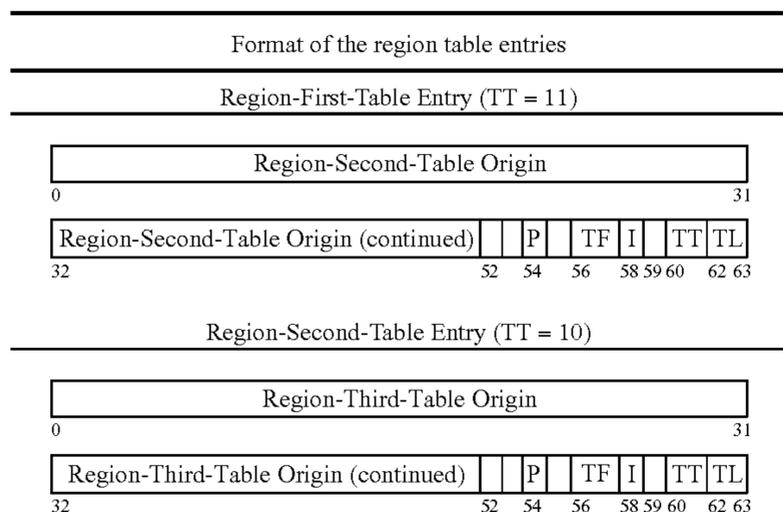 Format of the region table entries
Region-First-Table Entry (TT = 11)
Region-Second-Table Origin
0 31
Region-Second-Table Origin (continued) P TF I TT TL
32 52 54 56 58 59 60 62 63
Region-Second-Table Entry (TT = 10)
Region-Third-Table Origin
0 31
Region-Third-Table Origin (continued) P TF I TT TL
32 52 54 56 58 59 60 62 63